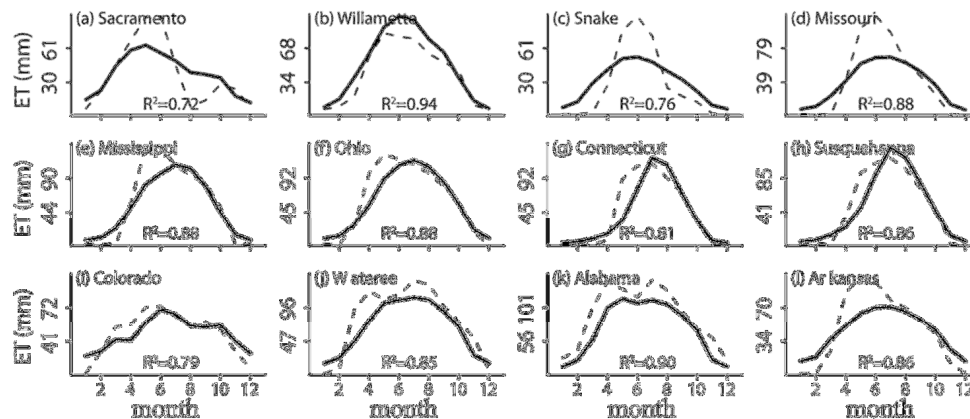 (a) Sacramento (b) Willamette (c) Snake (d) Missouri
ET (mm) 61 30 68 34 61 30 79 39
R²=0.72 R²=0.94 R²=0.76 R²=0.88
(e) Mississippi (f) Ohio (g) Connecticut (h) Susquehanna
ET (mm) 90 44 92 45 92 45 85 41
R²=0.88 R²=0.88 R²=0.81 R²=0.86
(i) Colorado (j) Wateree (k) Alabama (l) Arkansas
ET (mm) 72 41 96 47 101 56 70 34
R²=0.79 R²=0.85 R²=0.90 R²=0.86
2 4 6 8 10 12 2 4 6 8 10 12 2 4 6 8 10 12 2 4 6 8 10 12
month month month month